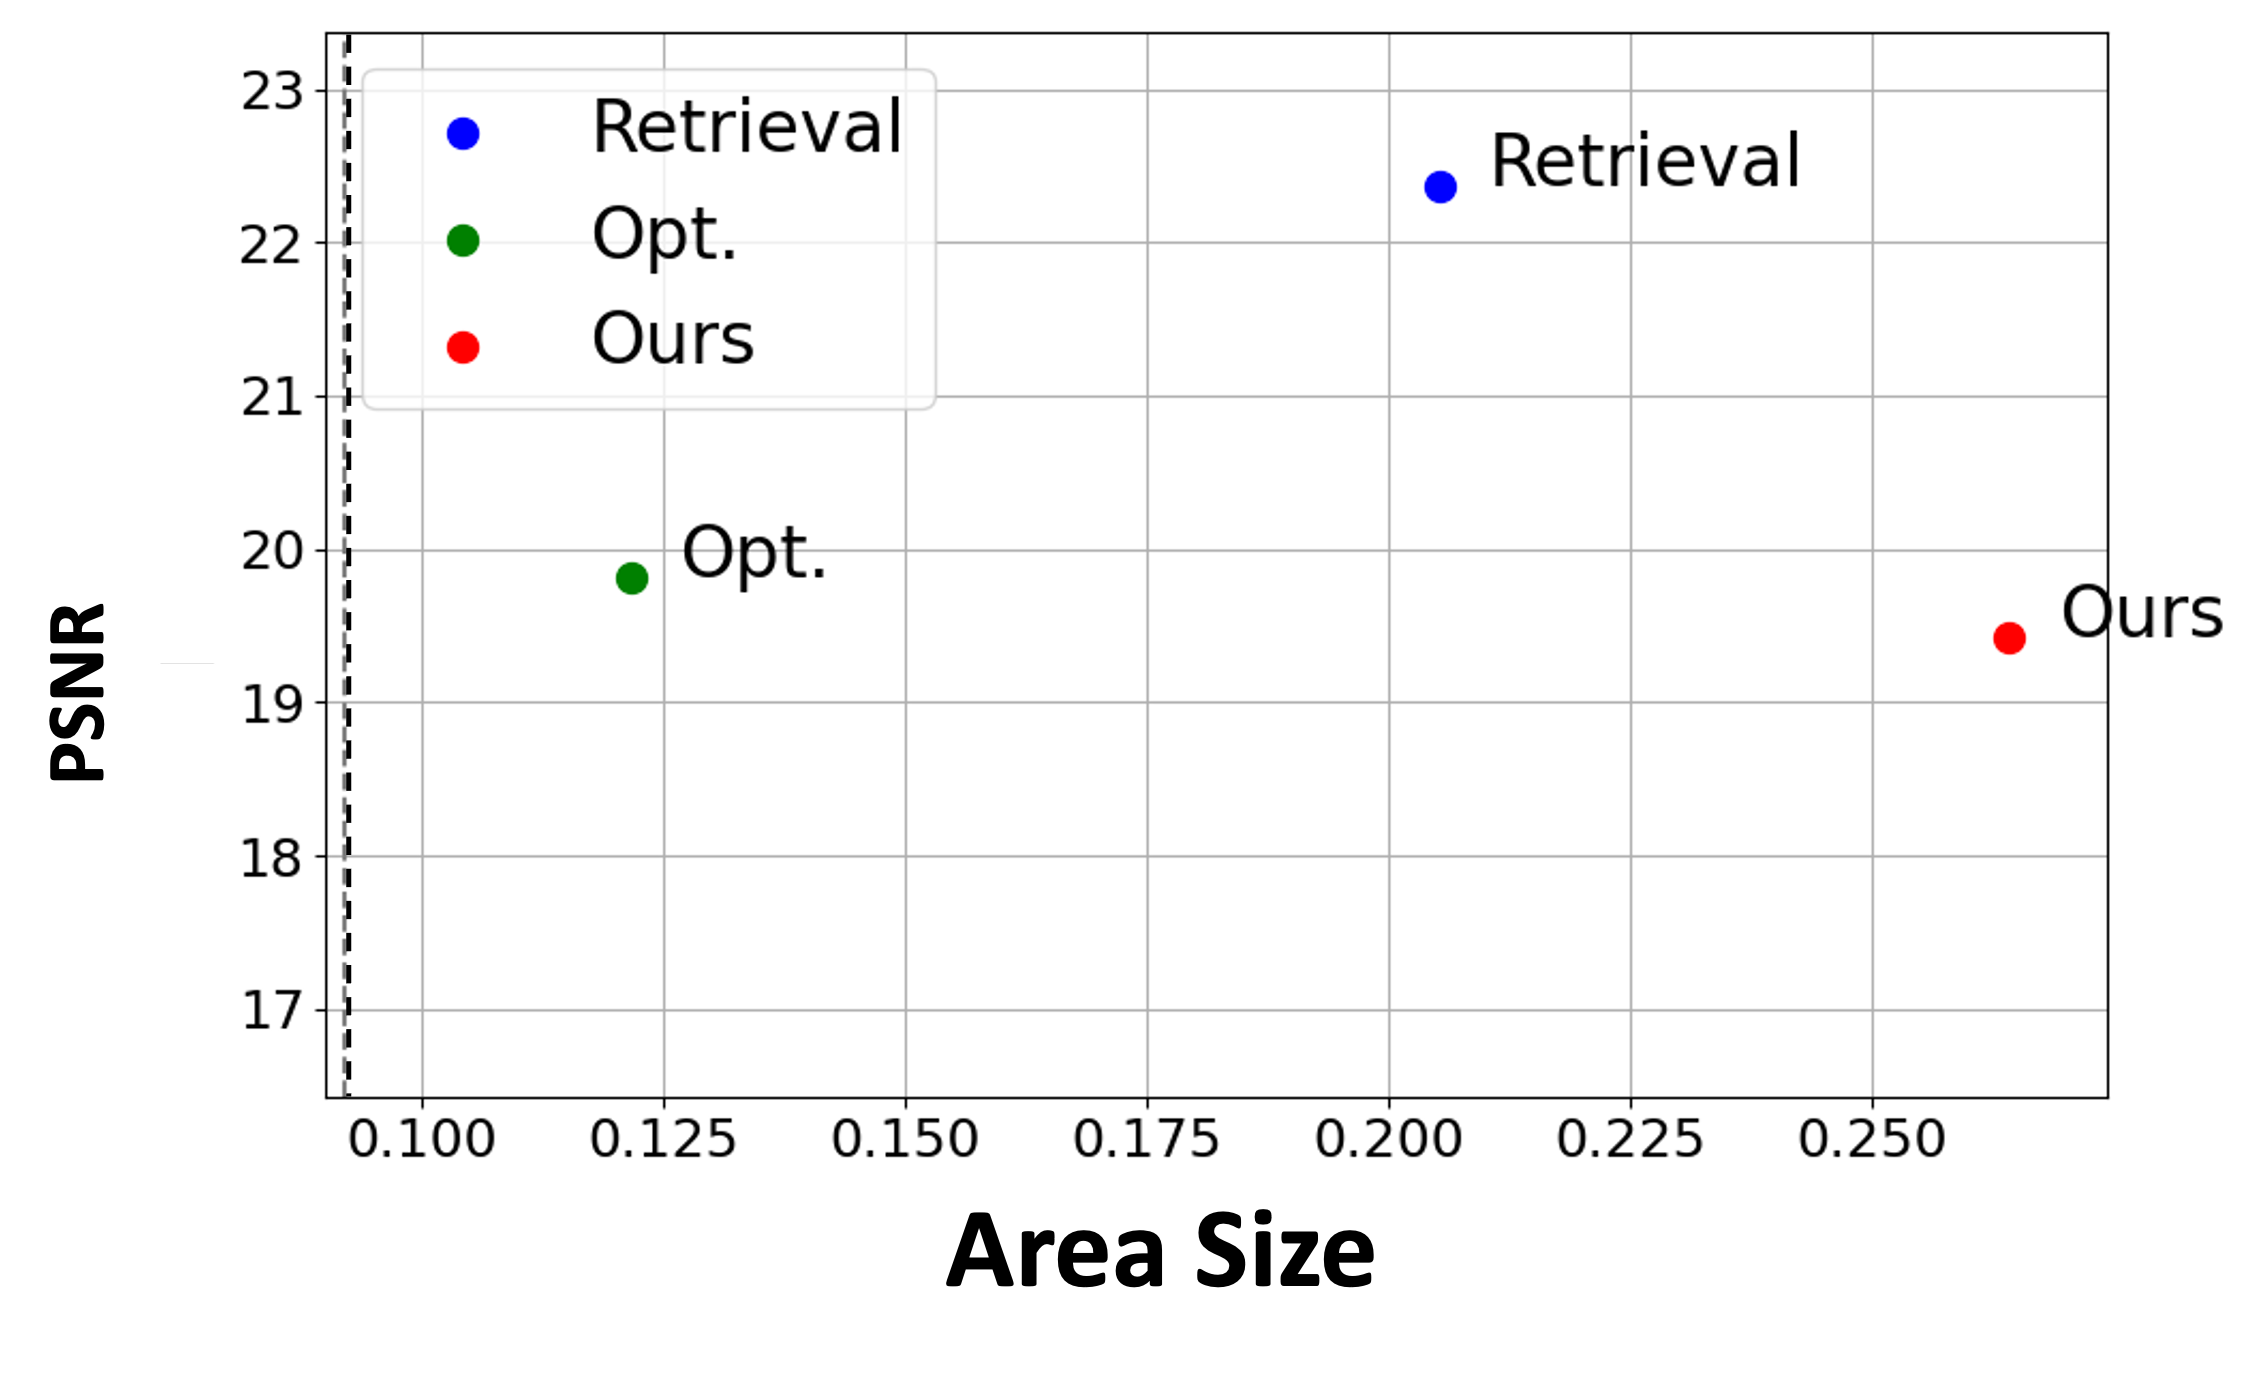 23
22
21
20
19
18
17
PSNR
Retrieval
Opt.
Ours
Retrieval
Opt.
Ours
0.100 0.125 0.150 0.175 0.200 0.225 0.250
Area Size